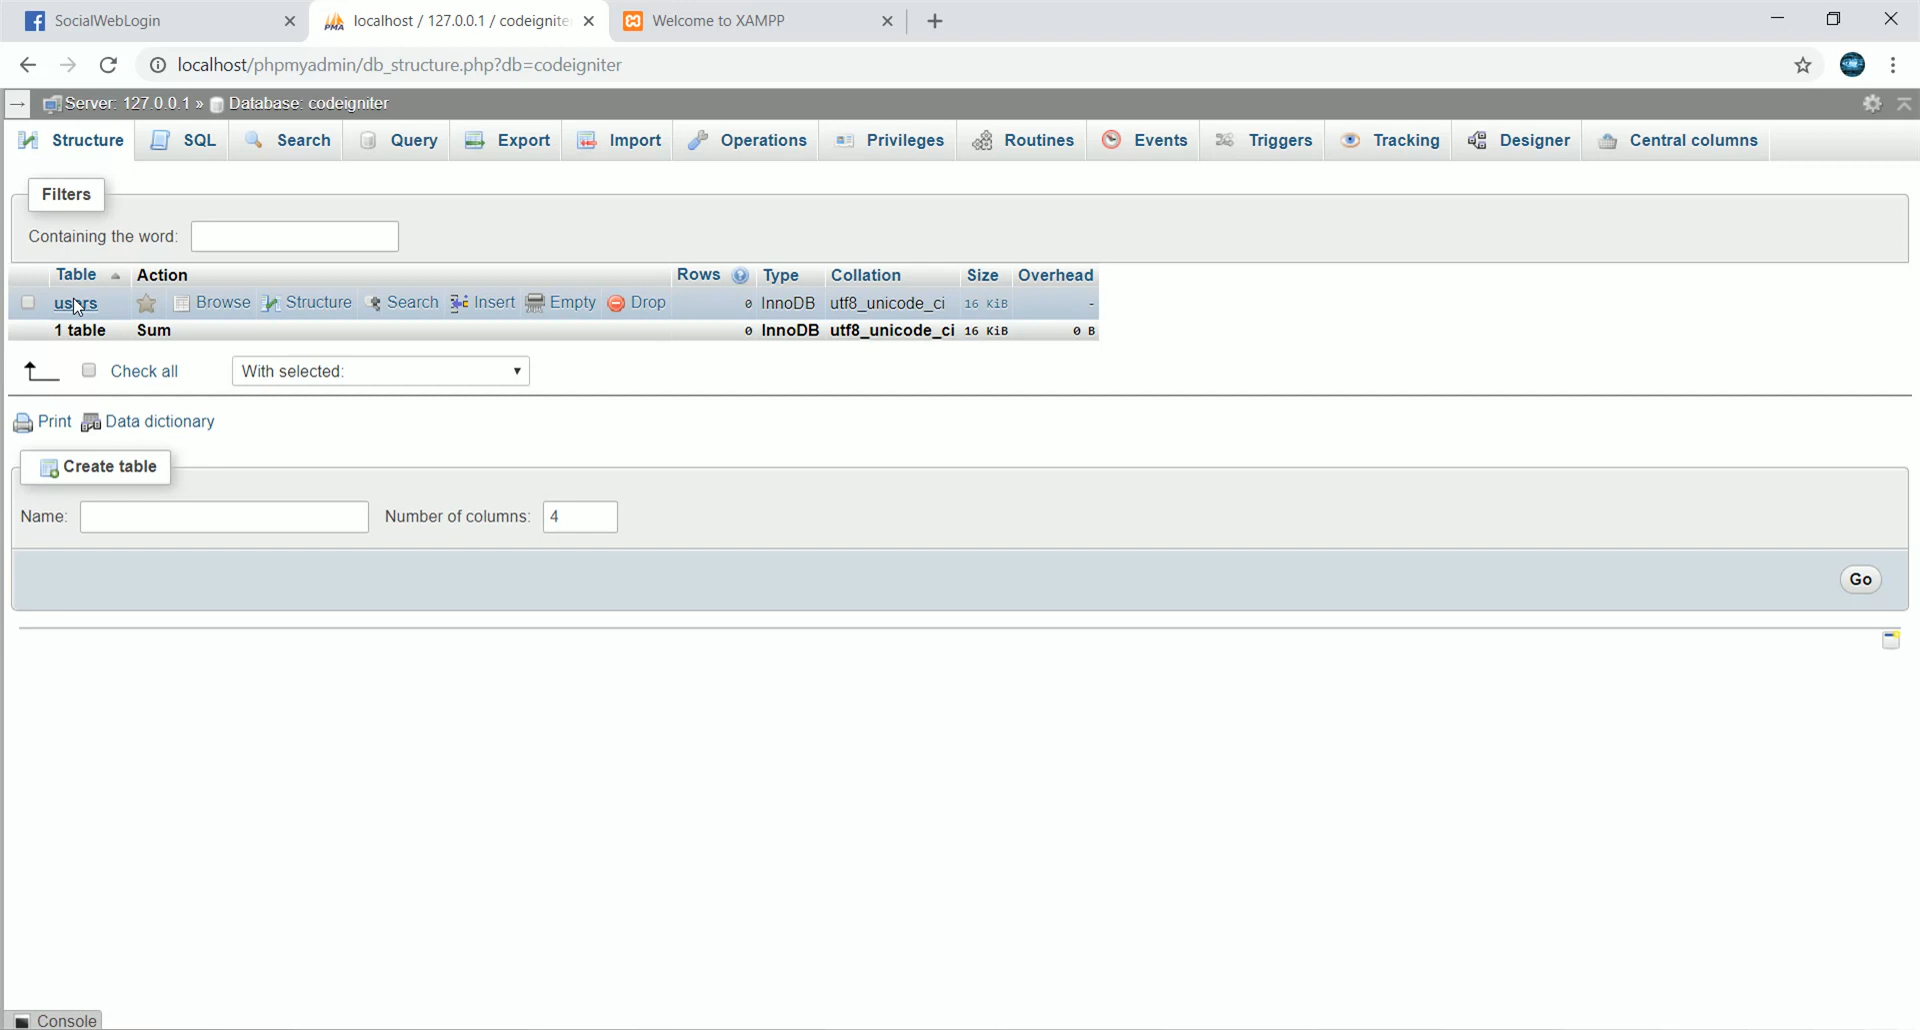 SocialWebLogin
localhost / 127.0.0.1 / codeignite
Welcome to XAMPP
localhost/phpmyadmin/db_structure.php?db=codeigniter
Server: 127.0.0.1 » Database: codeigniter
Structure SQL Search Query Export Import Operations Privileges Routines Events Triggers Tracking Designer Central columns
Filters
Containing the word:
Table Action Rows Type Collation Size Overhead
users Browse Structure Search Insert Empty Drop 0 InnoDB utf8_unicode_ci 16 KiB -
1 table Sum 0 InnoDB utf8_unicode_ci 16 KiB 0 B
Check all With selected:
Print Data dictionary
Create table
Name: Number of columns: 4
Go
Console